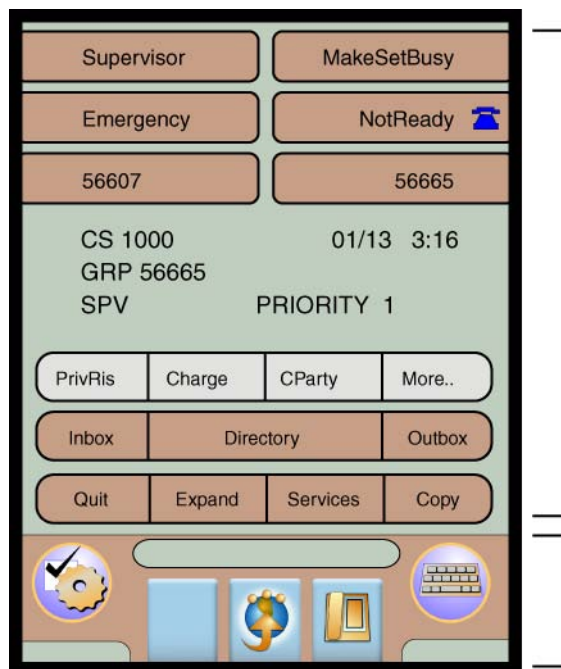 Supervisor MakeSetBusy
Emergency NotReady
56607 56665
CS 1000 01/13 3:16
GRP 56665
SPV PRIORITY 1
PrivRls Charge CParty More..
Inbox Directory Outbox
Quit Expand Services Copy